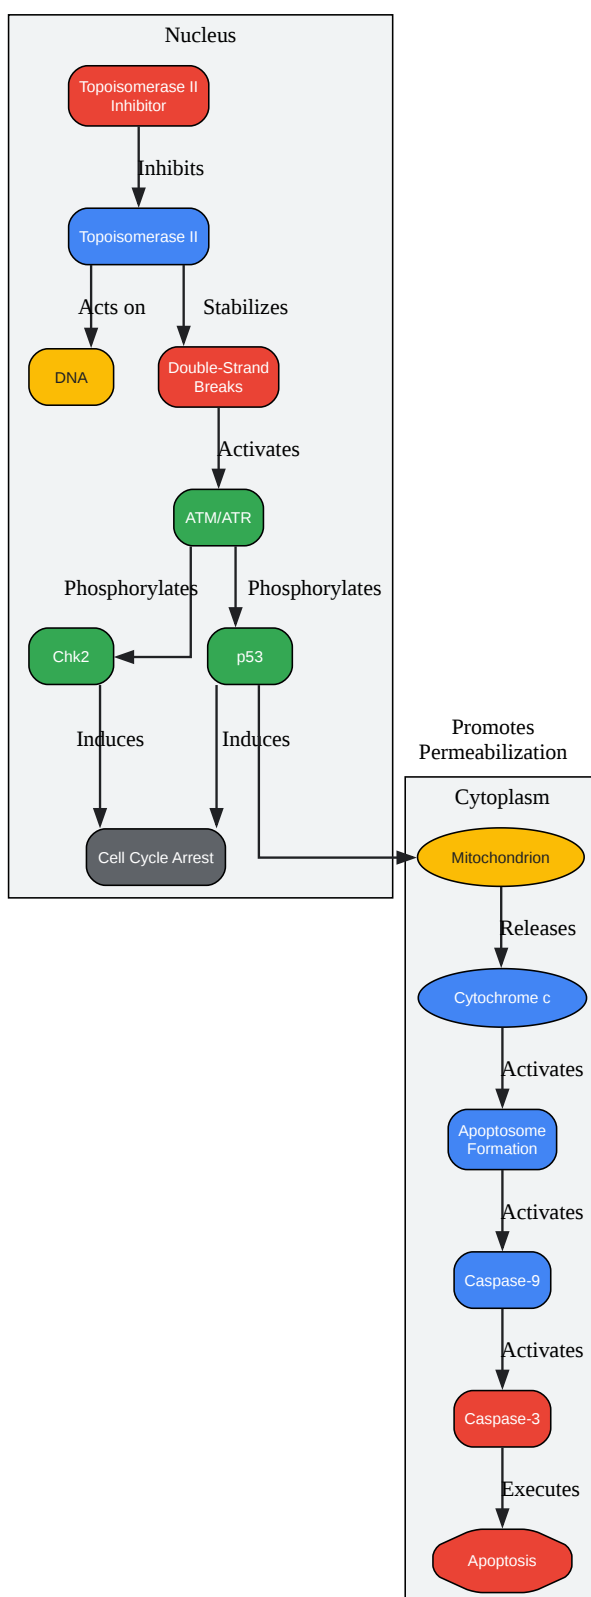 Nucleus
Topoisomerase II
Inhibitor
Inhibits
Topoisomerase II
Acts on
Stabilizes
DNA
Double-Strand
Breaks
Activates
ATM/ATR
Phosphorylates
Phosphorylates
Chk2
p53
Induces
Induces
Cell Cycle Arrest
Promotes
Permeabilization
Cytoplasm
Mitochondrion
Releases
Cytochrome c
Activates
Apoptosome
Formation
Activates
Caspase-9
Activates
Caspase-3
Executes
Apoptosis